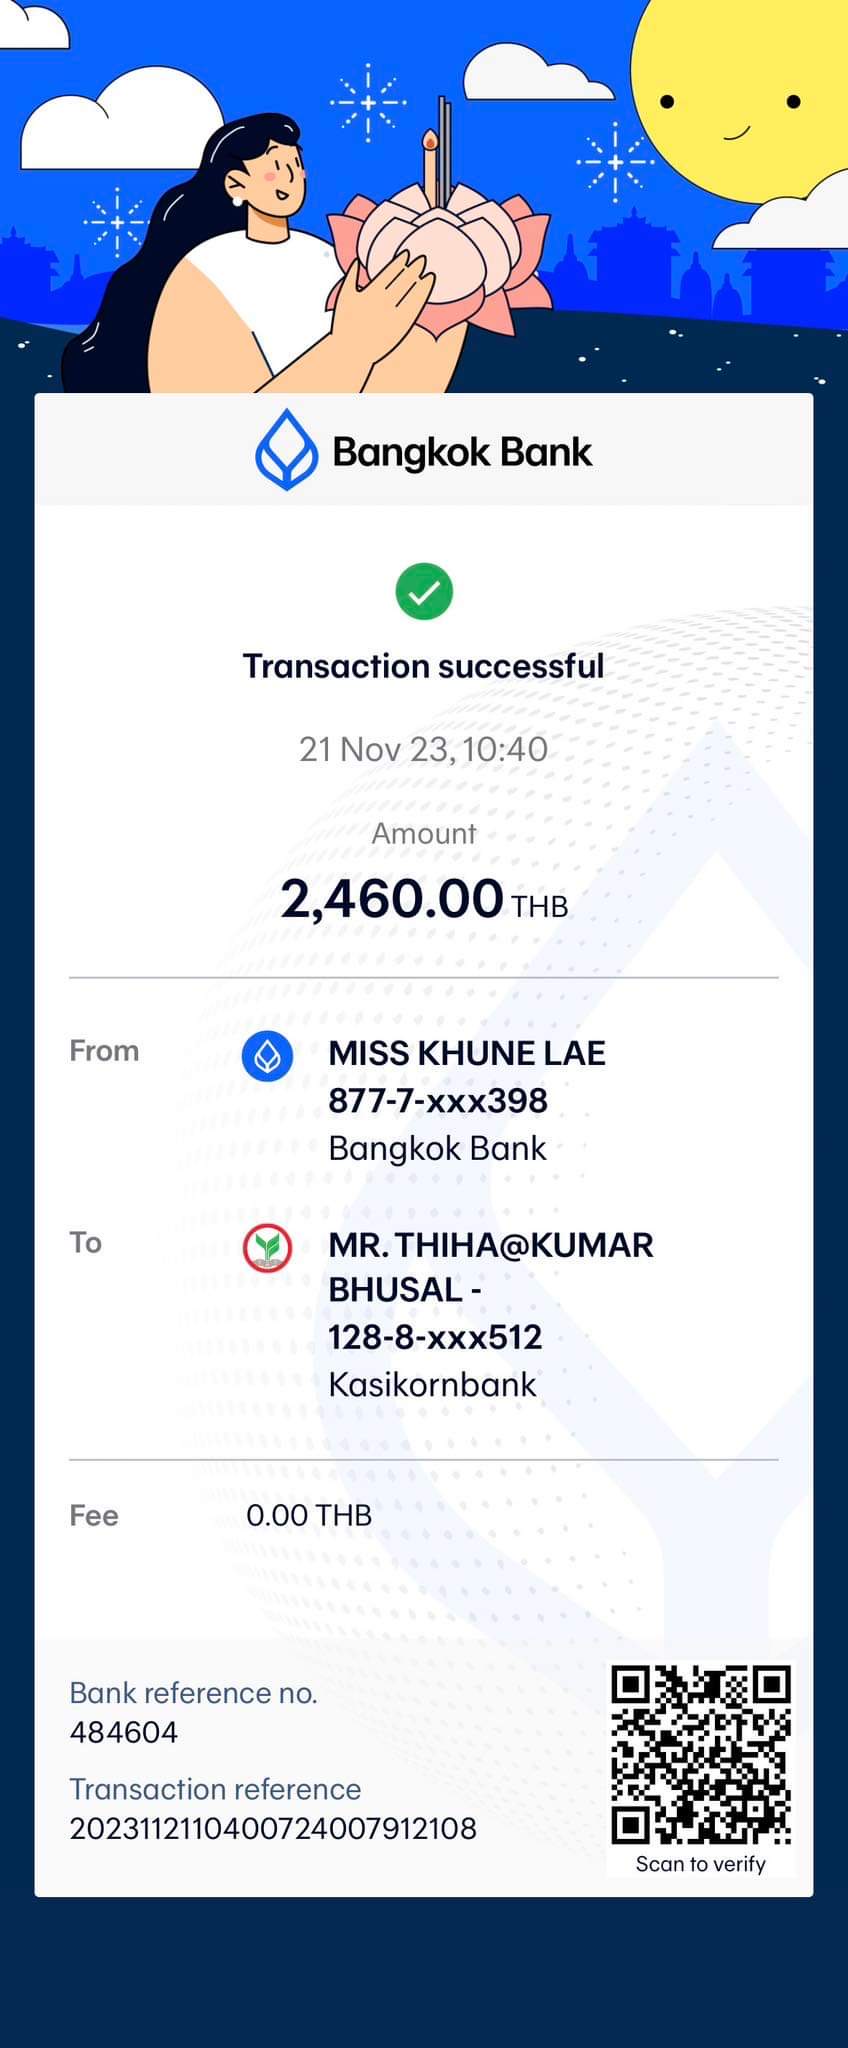 Bangkok Bank
Transaction successful
21 Nov 23, 10:40
Amount
2,460.00 THB
From
MISS KHUNE LAE
877-7-xxx398
Bangkok Bank
To
MR. THIHA@KUMAR
BHUSAL -
128-8-xxx512
Kasikornbank
Fee
0.00 THB
Bank reference no.
484604
Transaction reference
2023112110400724007912108
Scan to verify